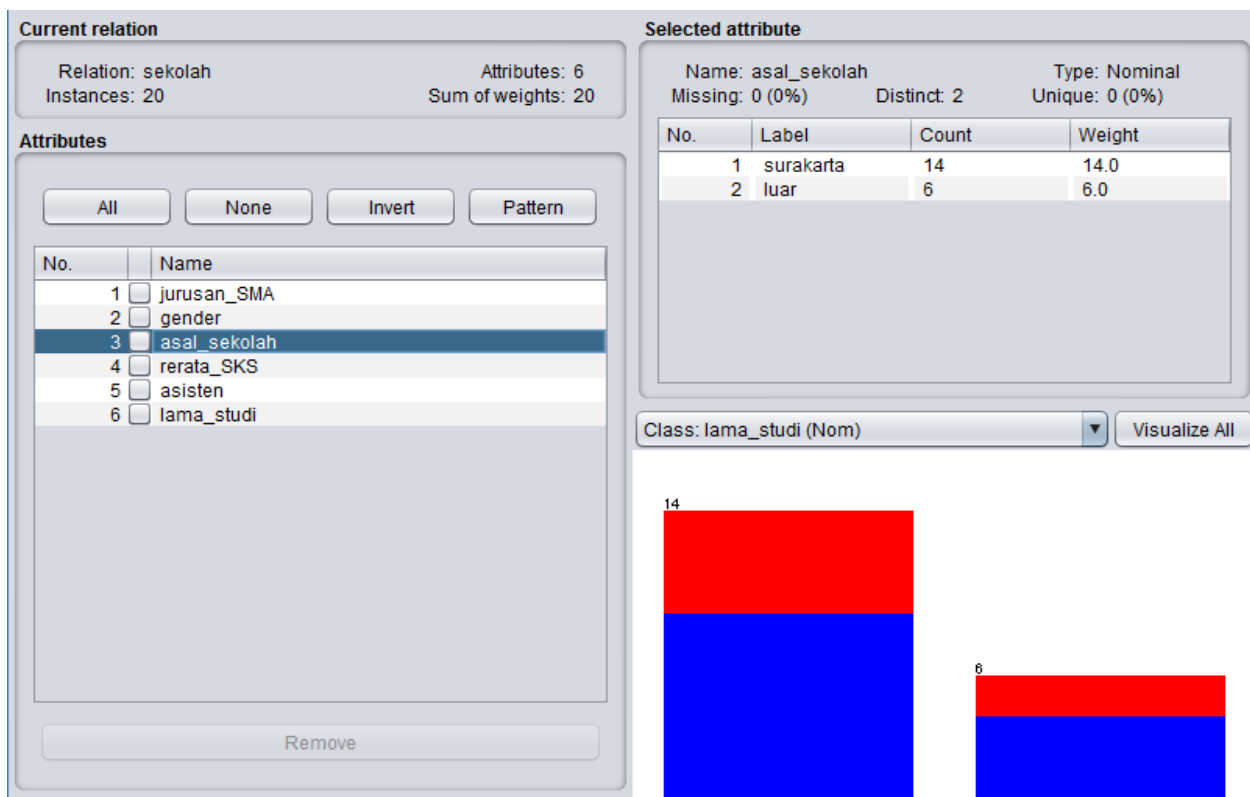 Current relation
Relation: sekolah Attributes: 6
Instances: 20 Sum of weights: 20
Attributes
All None Invert Pattern
No. Name
1 jurusan_SMA
2 gender
3 asal_sekolah
4 rerata_SKS
5 asisten
6 lama_studi
Remove
Selected attribute
Name: asal_sekolah Type: Nominal
Missing: 0 (0%) Distinct: 2 Unique: 0 (0%)
No. Label Count Weight
1 surakarta 14 14.0
2 luar 6 6.0
Class: lama_studi (Nom) Visualize All
14
6